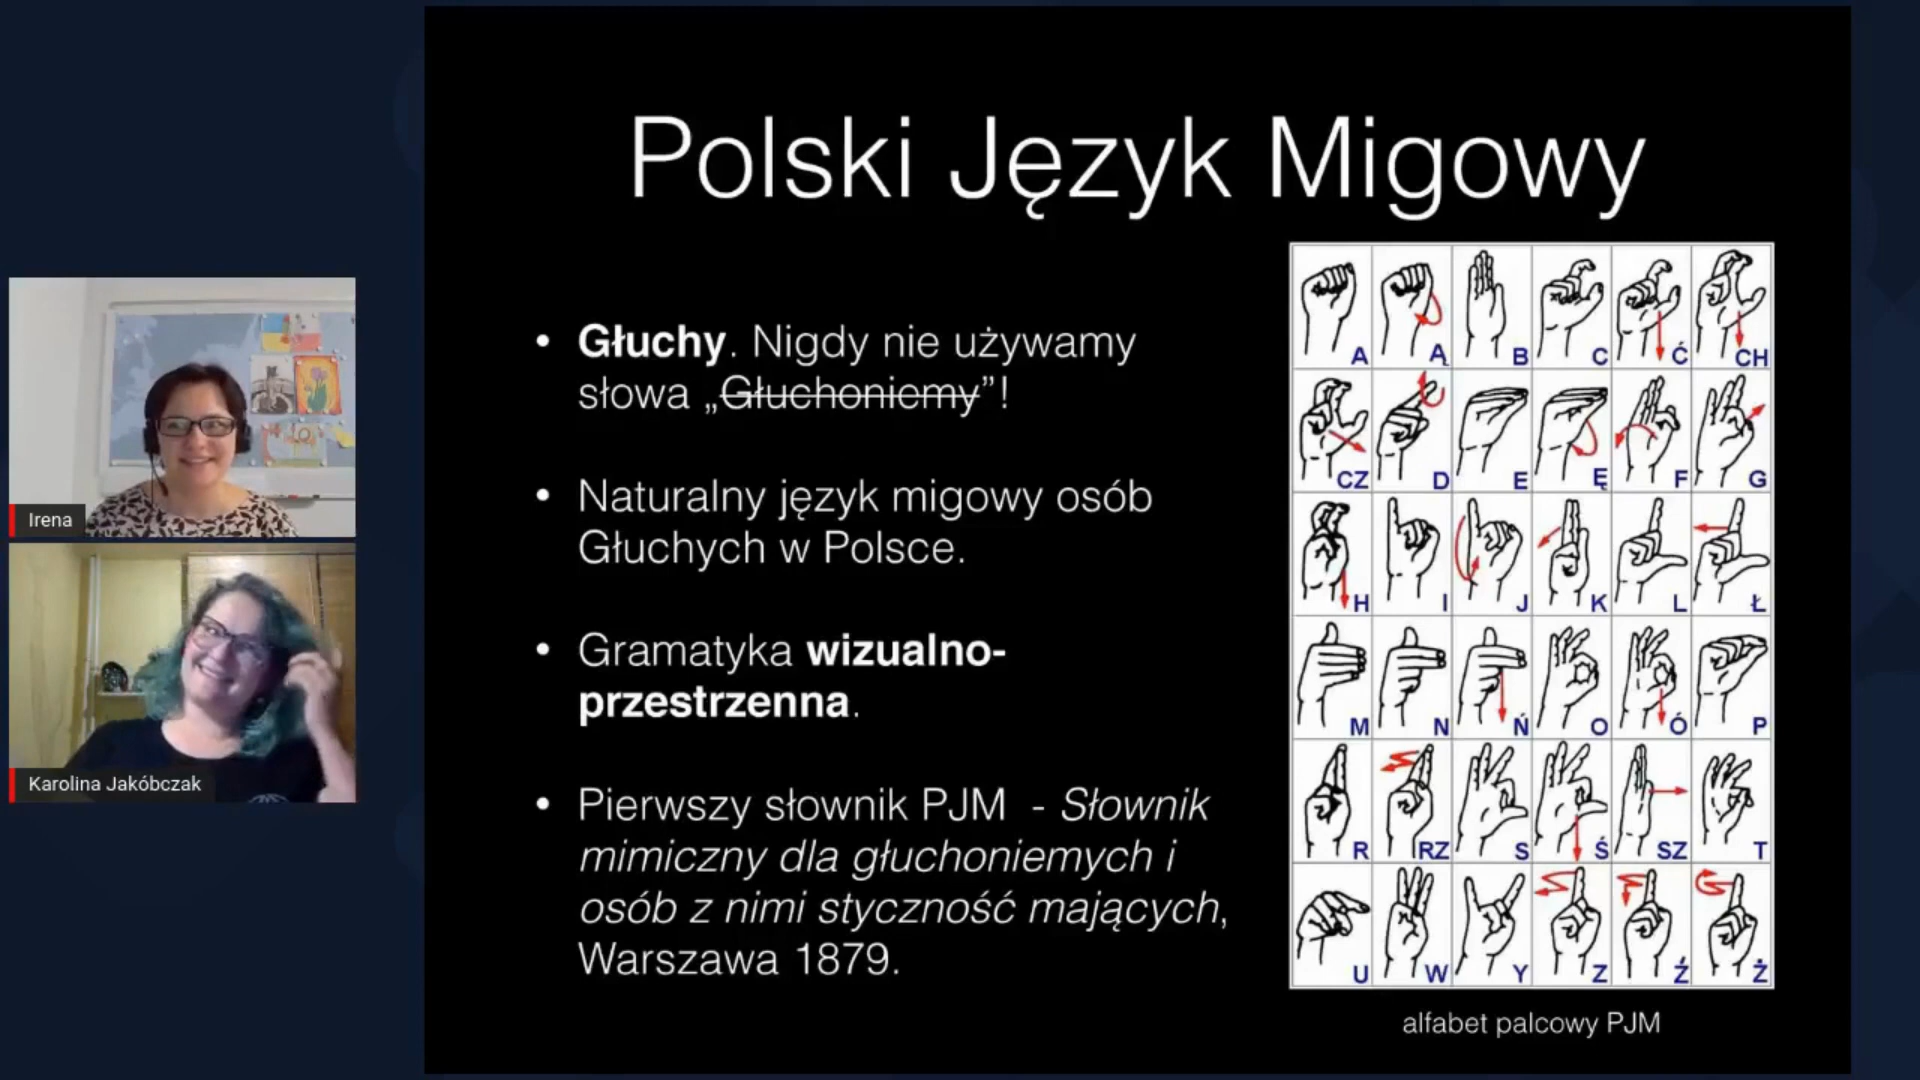 Polski Język Migowy
• Głuchy. Nigdy nie używamy
słowa „Głuchoniemy”!
• Naturalny język migowy osób
Głuchych w Polsce.
• Gramatyka wizualno-
przestrzenna.
• Pierwszy słownik PJM - Słownik
mimiczny dla głuchoniemych i
osób z nimi styczność mających,
Warszawa 1879.
A Ą B C Ć CH
CZ D E Ę F G
H I J K L Ł
M N Ń O Ó P
R RZ S Ś SZ T
U W Y Z Ź Ż
alfabet palcowy PJM
Irena
Karolina Jakóbczak